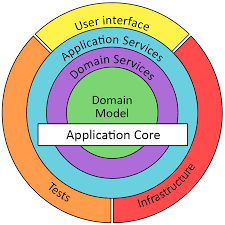 User interface
Application Services
Domain Services
Domain
Model
Application Core
Tests
Infrastructure